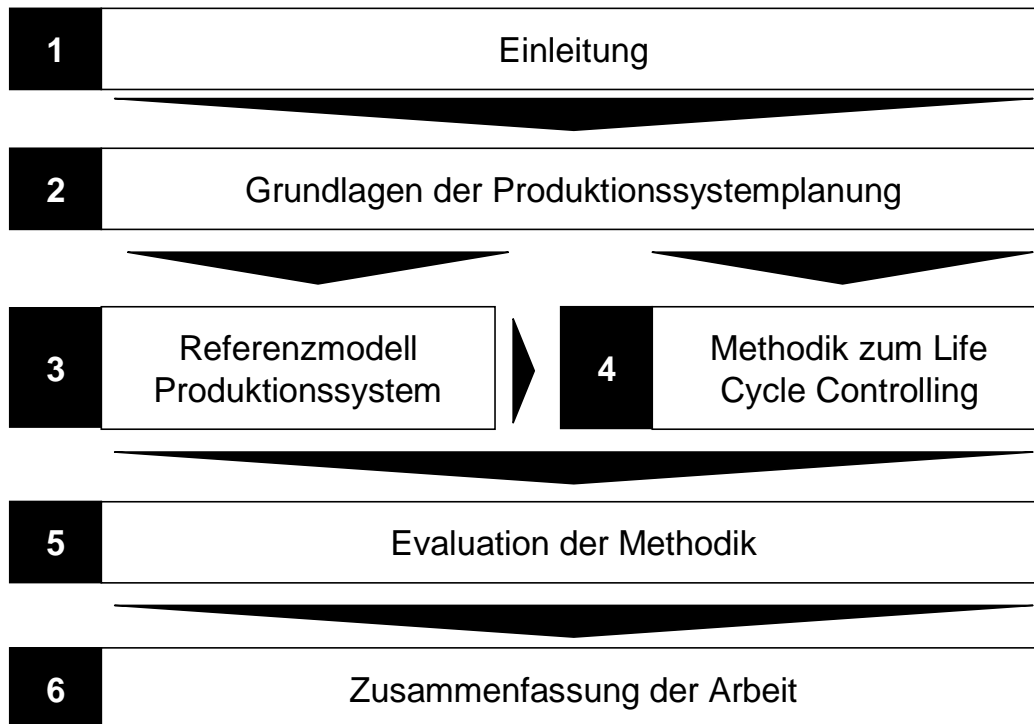 1 Einleitung
2 Grundlagen der Produktionssystemplanung
3 Referenzmodell
Produktionssystem
4 Methodik zum Life
Cycle Controlling
5 Evaluation der Methodik
6 Zusammenfassung der Arbeit